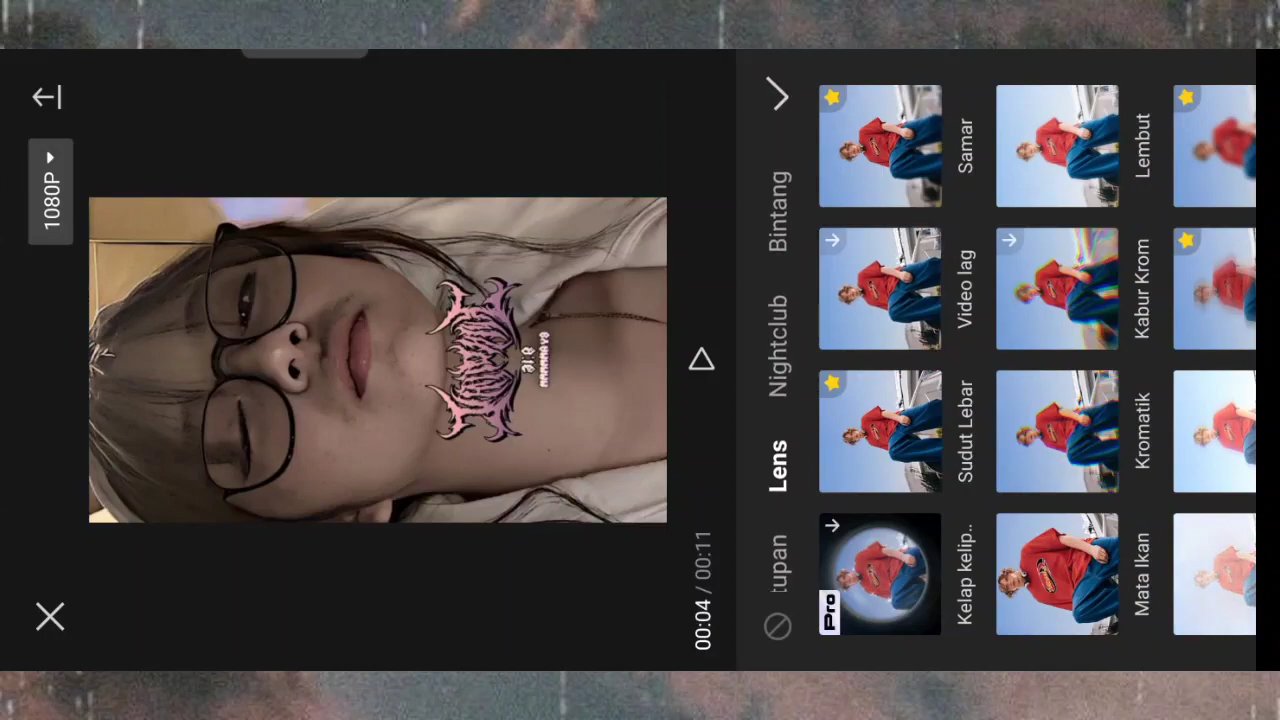 1080P
00:04 / 00:11
tupan
Lens
Nightclub
Bintang
Pro
Kelap kelip..
Sudut Lebar
Video lag
Samar
Mata Ikan
Kromatik
Kabur Krom
Lembut